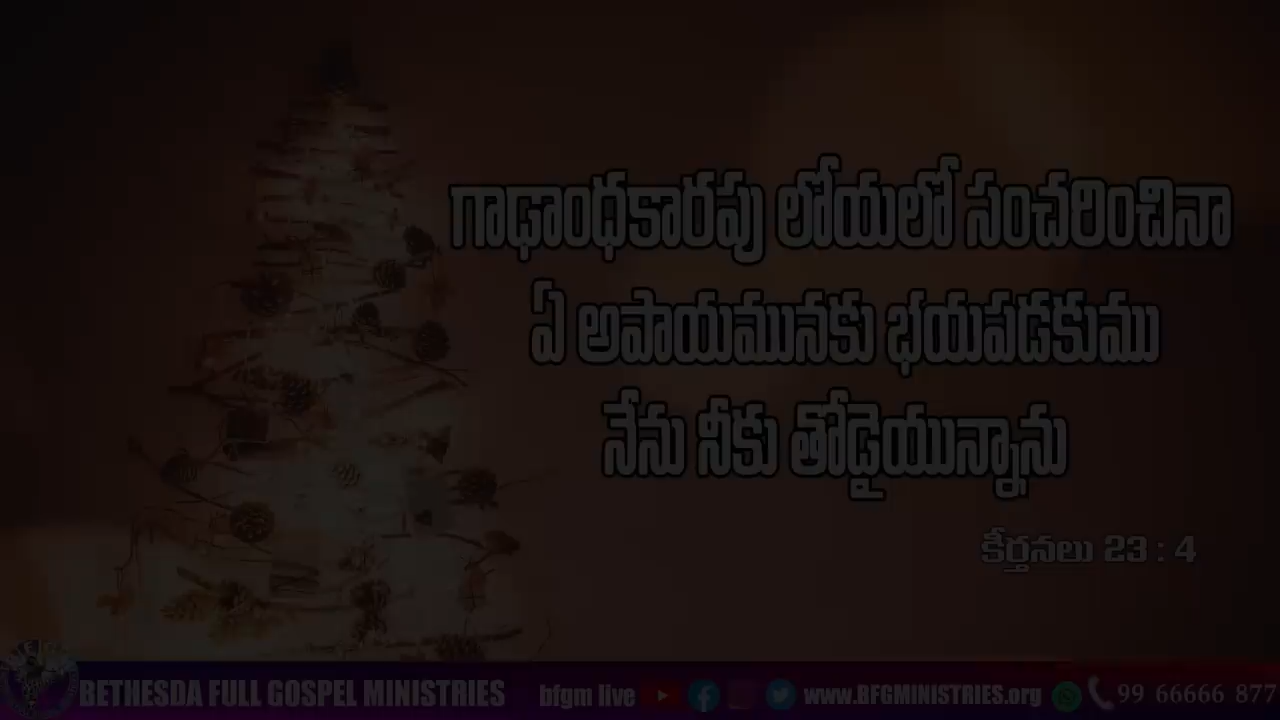 గాఢాంధకారపు లోయలో సంచరించినా
ఏ అపాయమునకు భయపడకుము
నేను నీకు తోడైయున్నాను
కీర్తనలు 23 : 4
BETHESDA FULL GOSPEL MINISTRIES bfgm live www.BFGMINISTRIES.org 99 66666 877